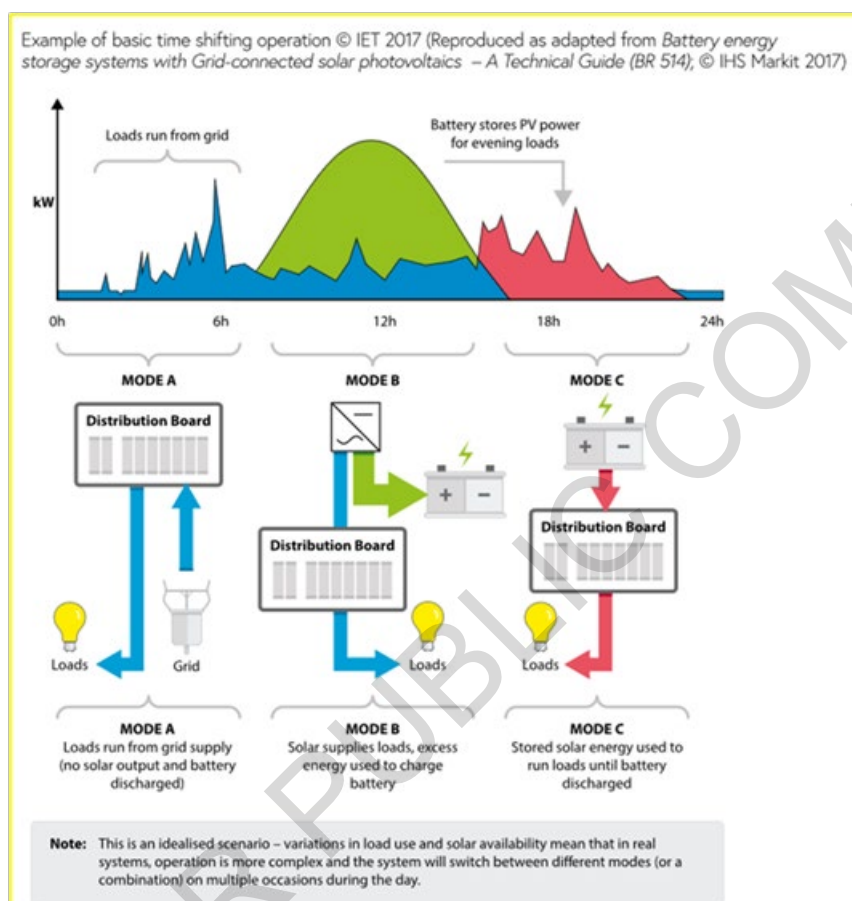 Example of basic time shifting operation © IET 2017 (Reproduced as adapted from Battery energy
storage systems with Grid-connected solar photovoltaics – A Technical Guide (BR 514); © IHS Markit 2017)
Loads run from grid
Battery stores PV power
for evening loads
kW
0h 6h 12h 18h 24h
MODE A MODE B MODE C
Distribution Board
+ −
+ −
Distribution Board
Distribution Board
Loads Grid Loads Loads
MODE A
Loads run from grid supply
(no solar output and battery
discharged)
MODE B
Solar supplies loads, excess
energy used to charge
battery
MODE C
Stored solar energy used to
run loads until battery
discharged
Note: This is an idealised scenario – variations in load use and solar availability mean that in real
systems, operation is more complex and the system will switch between different modes (or a
combination) on multiple occasions during the day.
R PUBLIC COM